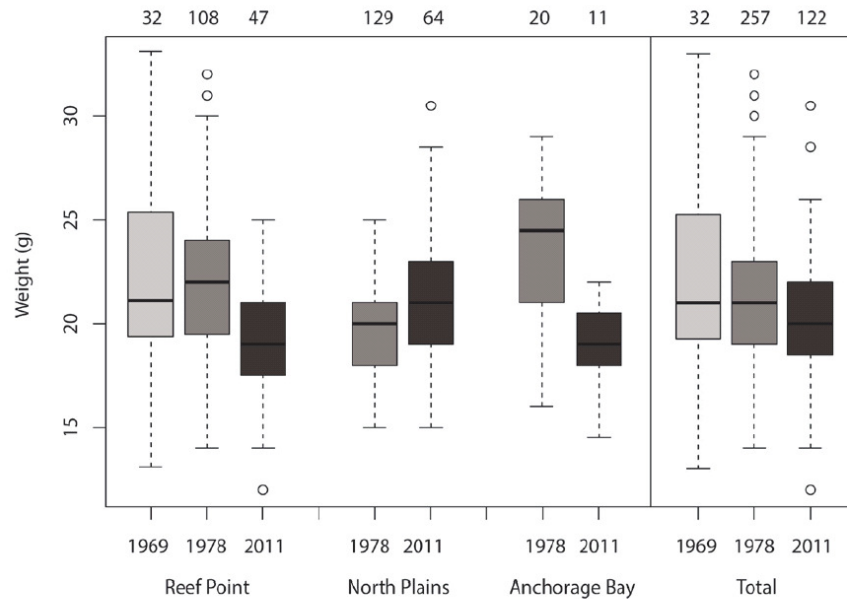 32 108 47 129 64 20 11 32 257 122
30
25
20
15
Weight (g)
1969 1978 2011 1978 2011 1978 2011 1969 1978 2011
Reef Point North Plains Anchorage Bay Total